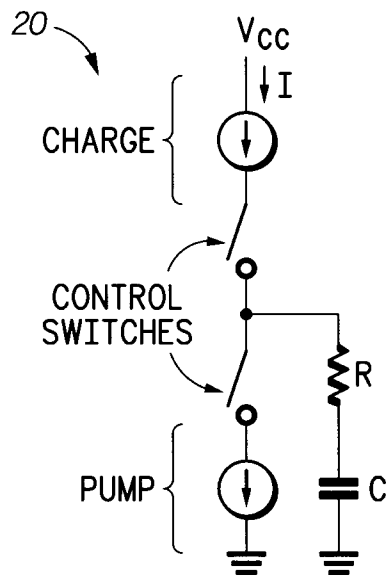 20
VCC
I
CHARGE
CONTROL
SWITCHES
R
PUMP
C